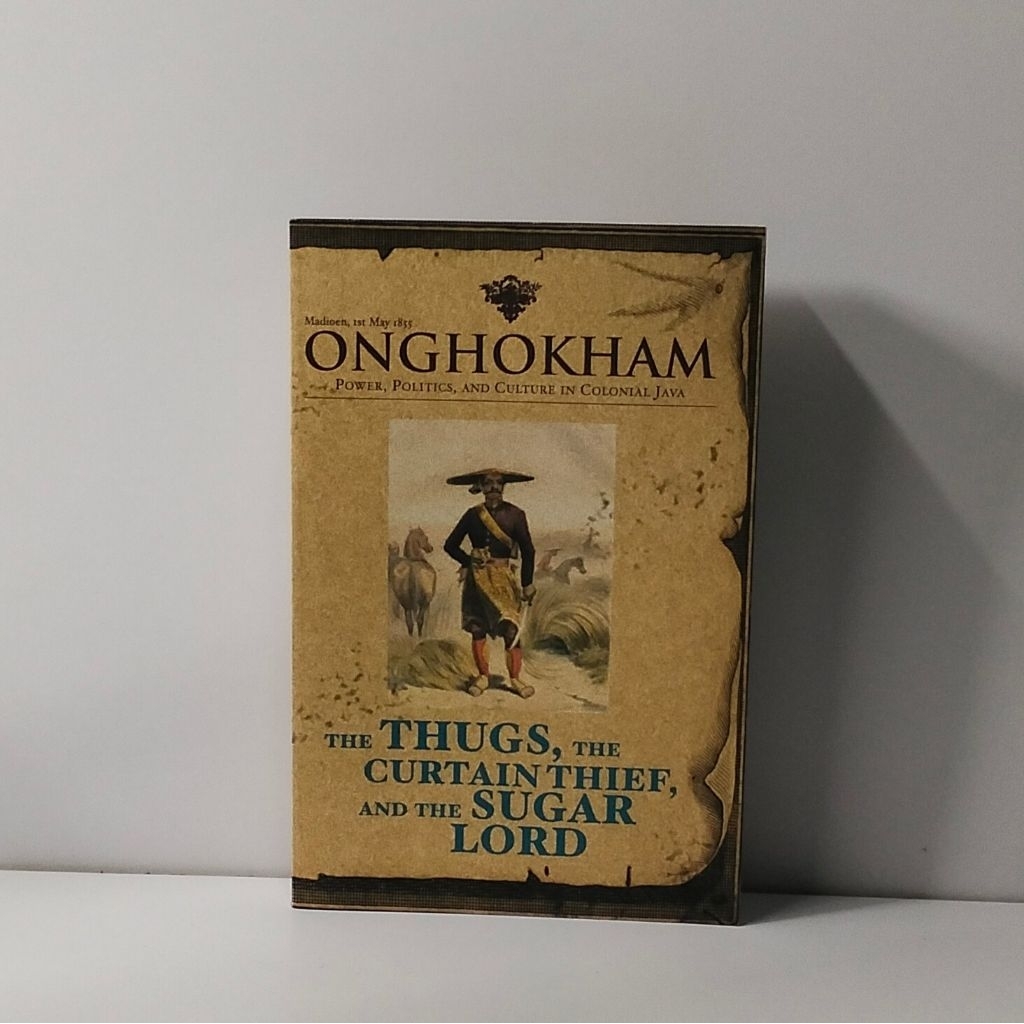 Madioen, 1st May 1855
ONGHOKHAM
POWER, POLITICS, AND CULTURE IN COLONIAL JAVA
THE THUGS, THE
CURTAIN THIEF,
AND THE SUGAR
LORD